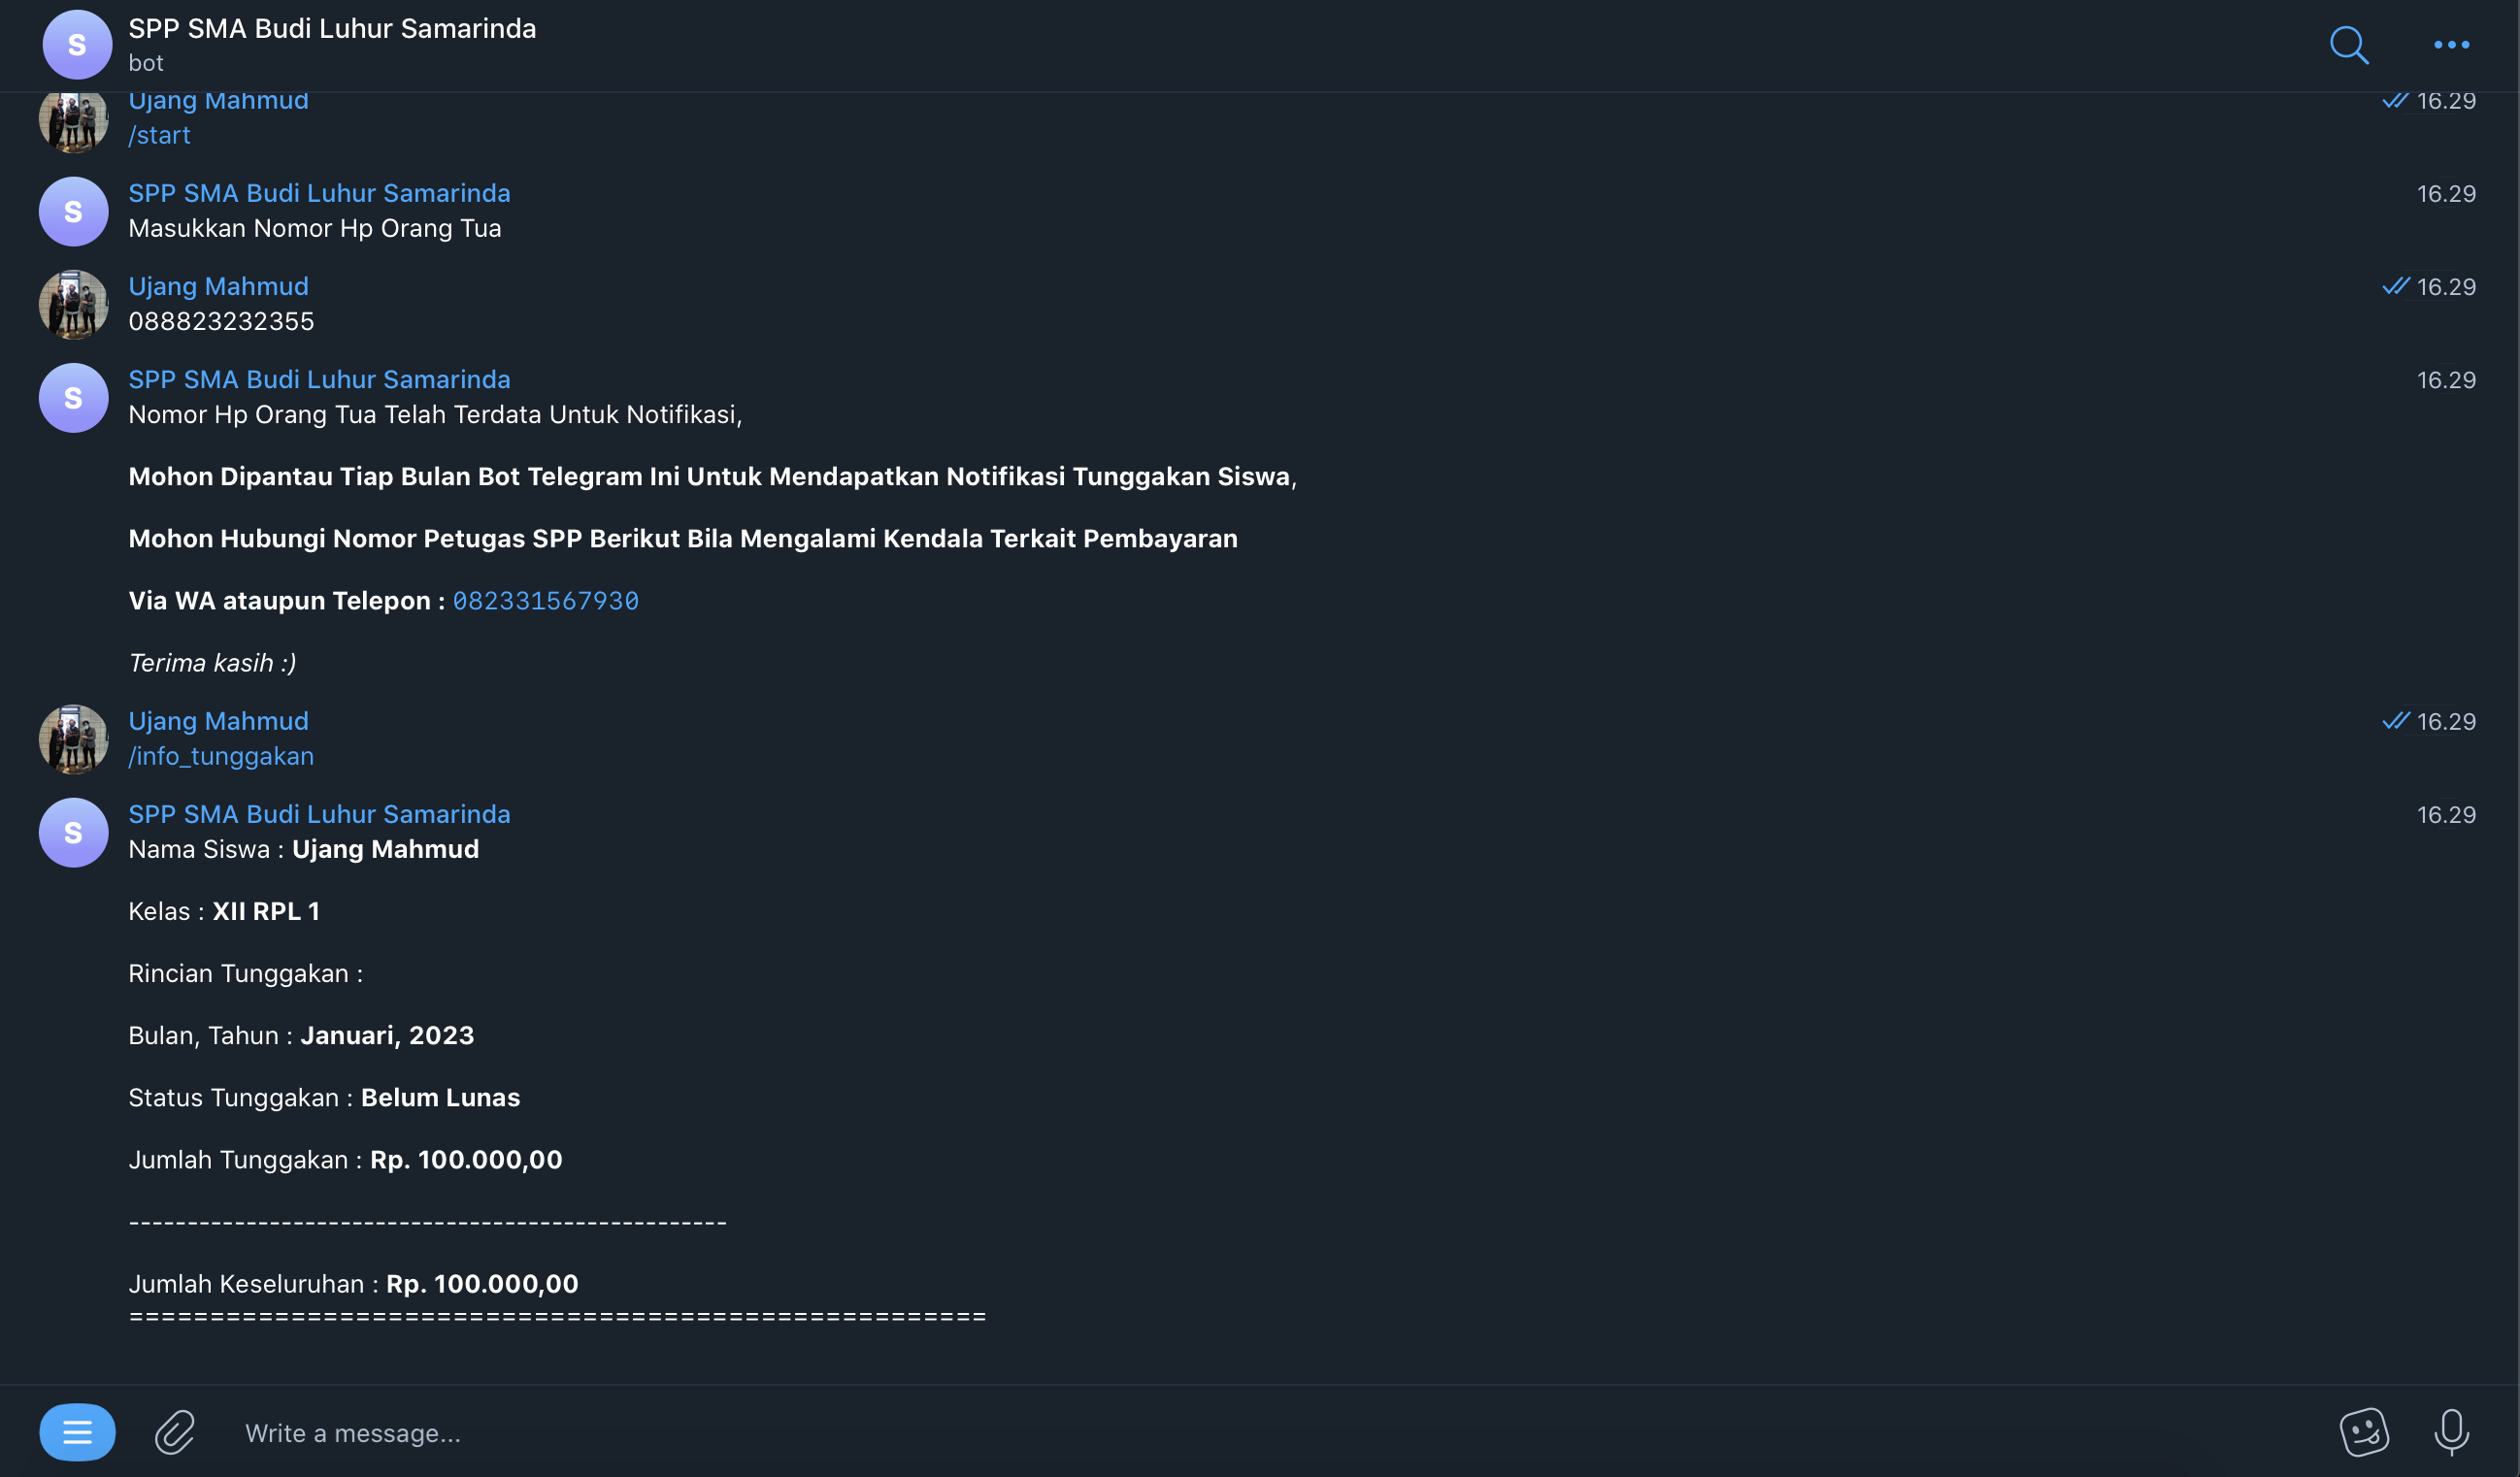 S
SPP SMA Budi Luhur Samarinda
bot
Ujang Mahmud
16.29
/start
S
SPP SMA Budi Luhur Samarinda
16.29
Masukkan Nomor Hp Orang Tua
Ujang Mahmud
16.29
088823232355
S
SPP SMA Budi Luhur Samarinda
16.29
Nomor Hp Orang Tua Telah Terdata Untuk Notifikasi,
Mohon Dipantau Tiap Bulan Bot Telegram Ini Untuk Mendapatkan Notifikasi Tunggakan Siswa,
Mohon Hubungi Nomor Petugas SPP Berikut Bila Mengalami Kendala Terkait Pembayaran
Via WA ataupun Telepon : 082331567930
Terima kasih :)
Ujang Mahmud
16.29
/info_tunggakan
S
SPP SMA Budi Luhur Samarinda
16.29
Nama Siswa : Ujang Mahmud
Kelas : XII RPL 1
Rincian Tunggakan :
Bulan, Tahun : Januari, 2023
Status Tunggakan : Belum Lunas
Jumlah Tunggakan : Rp. 100.000,00
---------------------------------------------------
Jumlah Keseluruhan : Rp. 100.000,00
=====================================================
Write a message...